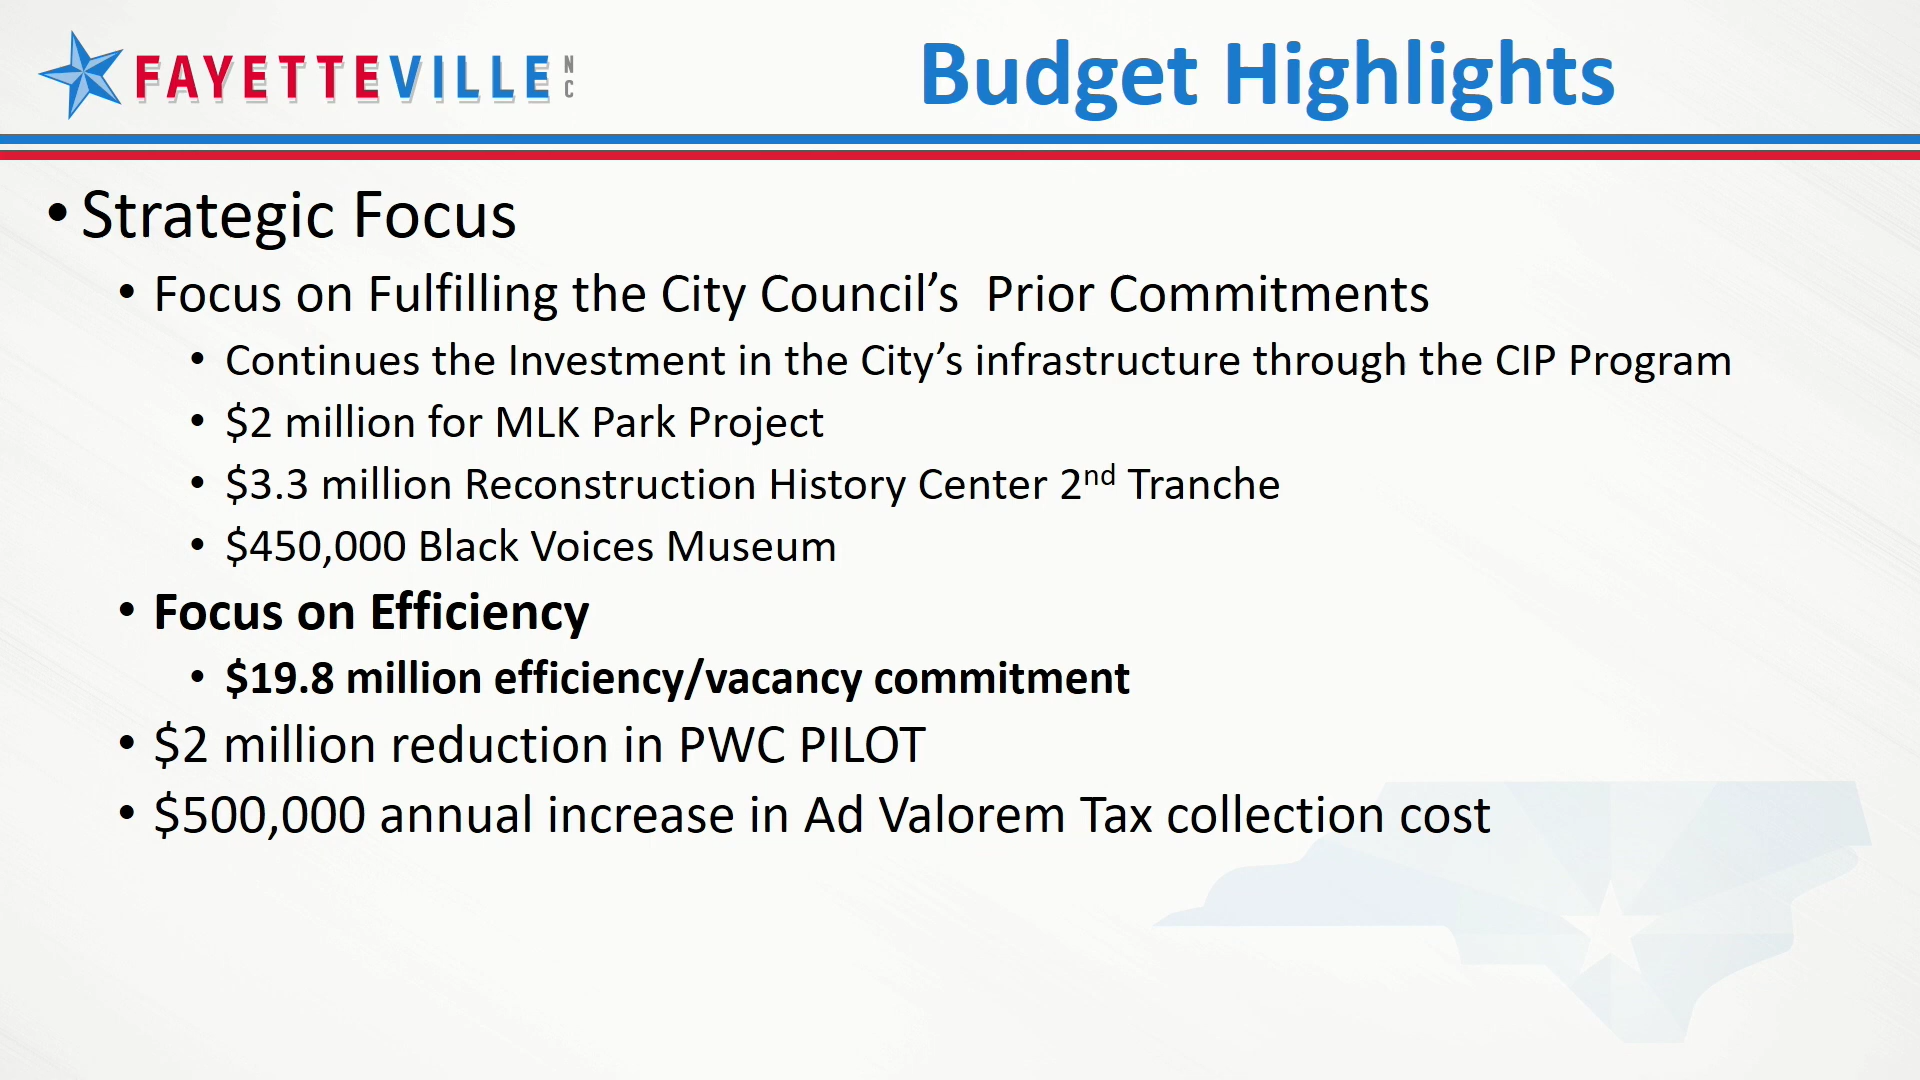 FAYETTEVILLE NC
Budget Highlights
• Strategic Focus
• Focus on Fulfilling the City Council’s  Prior Commitments
• Continues the Investment in the City’s infrastructure through the CIP Program
• $2 million for MLK Park Project
• $3.3 million Reconstruction History Center 2nd Tranche
• $450,000 Black Voices Museum
• Focus on Efficiency
• $19.8 million efficiency/vacancy commitment
• $2 million reduction in PWC PILOT
• $500,000 annual increase in Ad Valorem Tax collection cost